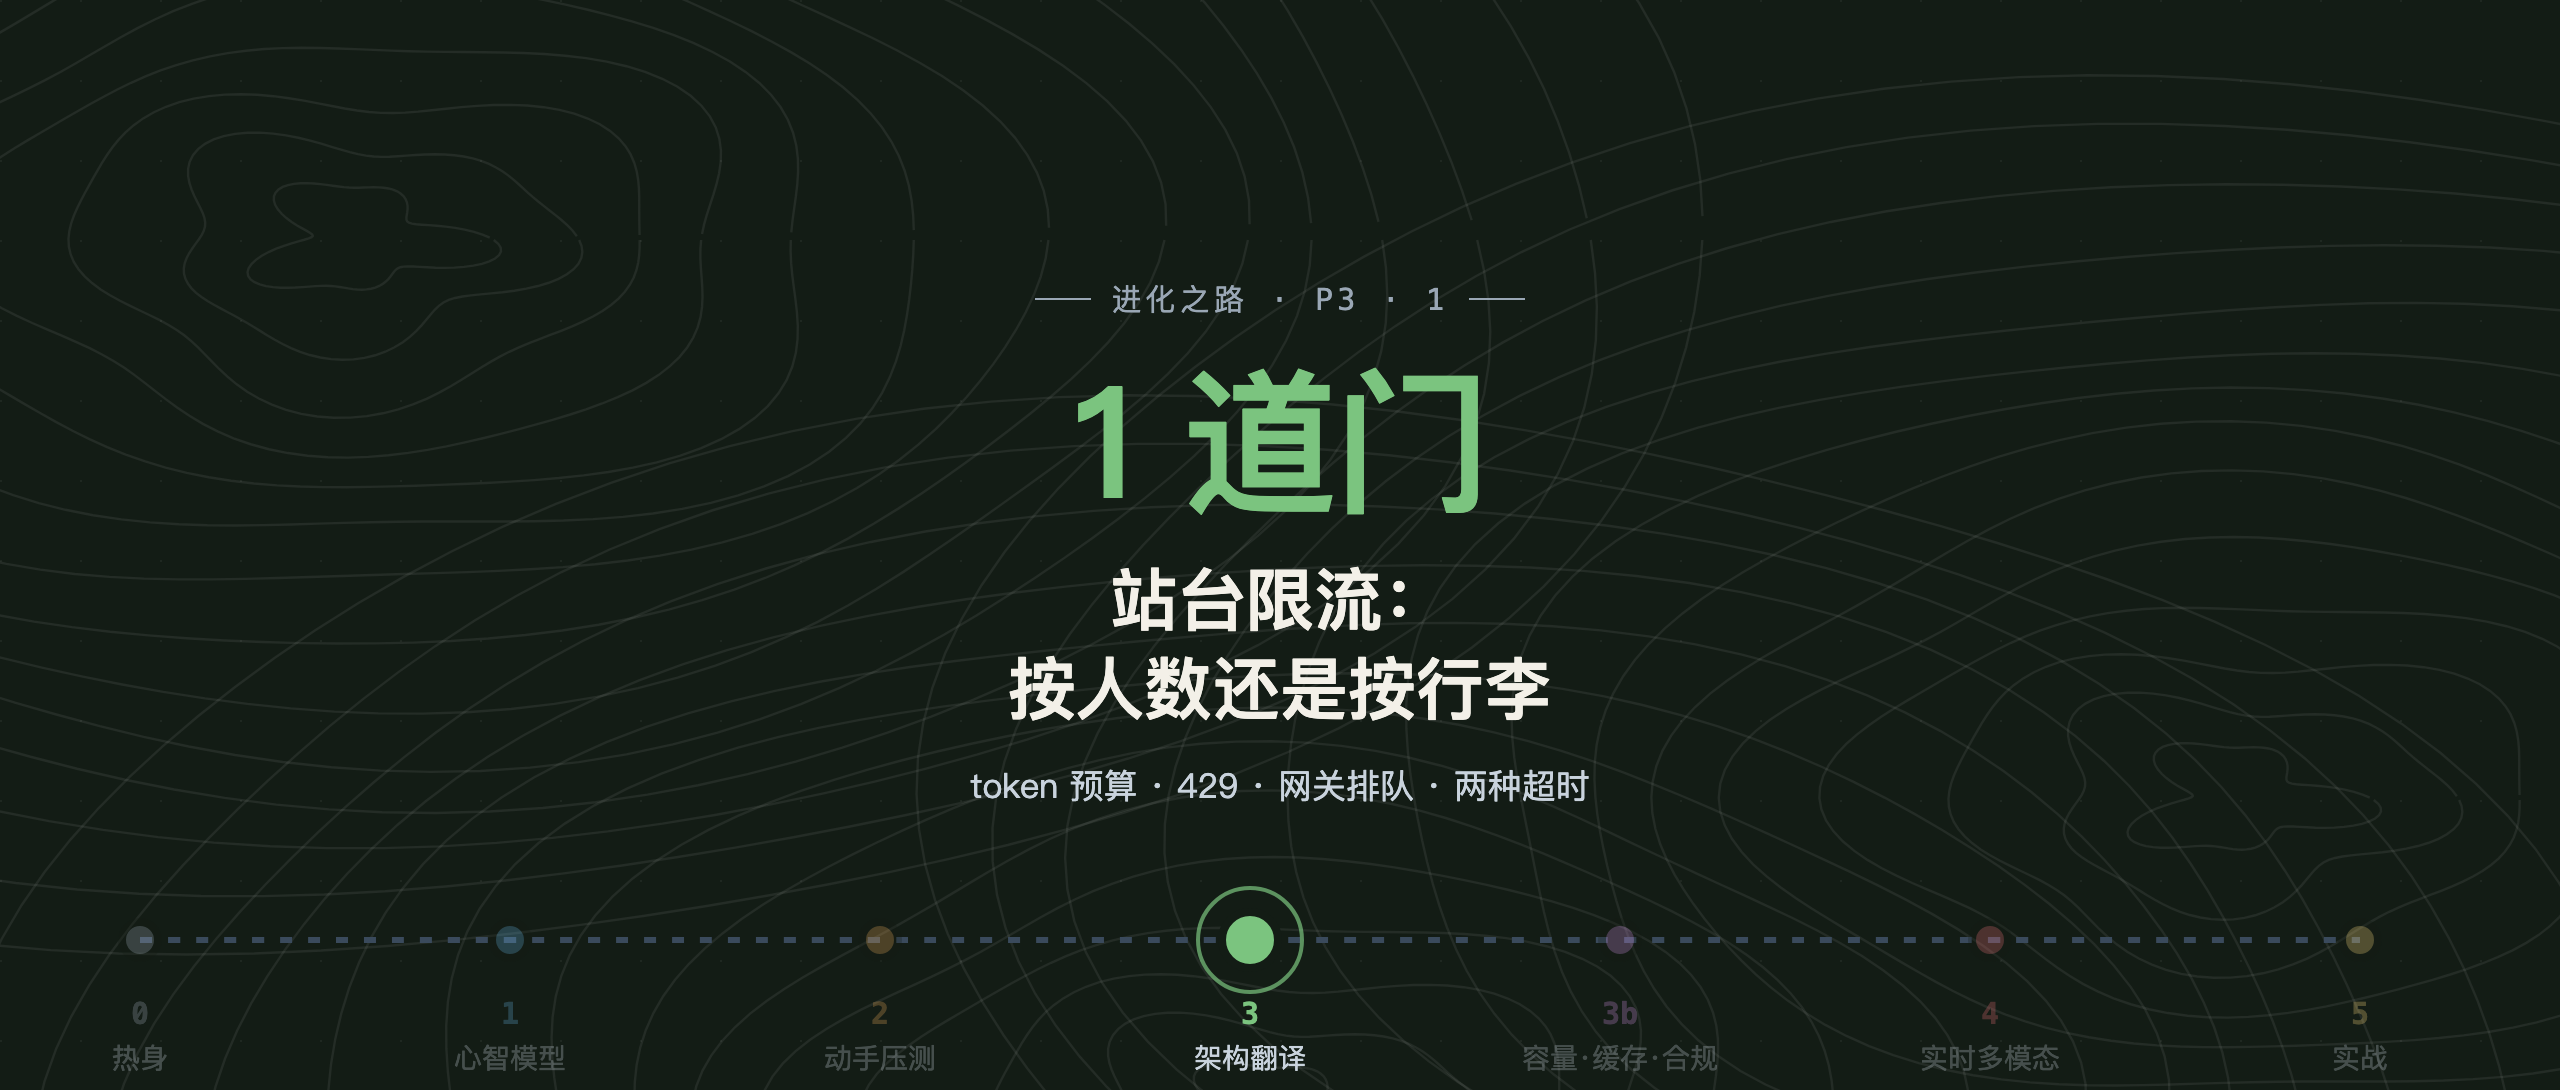 进化之路 · P3 · 1
1 道门
站台限流：
按人数还是按行李
token 预算 · 429 · 网关排队 · 两种超时
0 1 2 3 3b 4 5
热身 心智模型 动手压测 架构翻译 容量·缓存·合规 实时多模态 实战